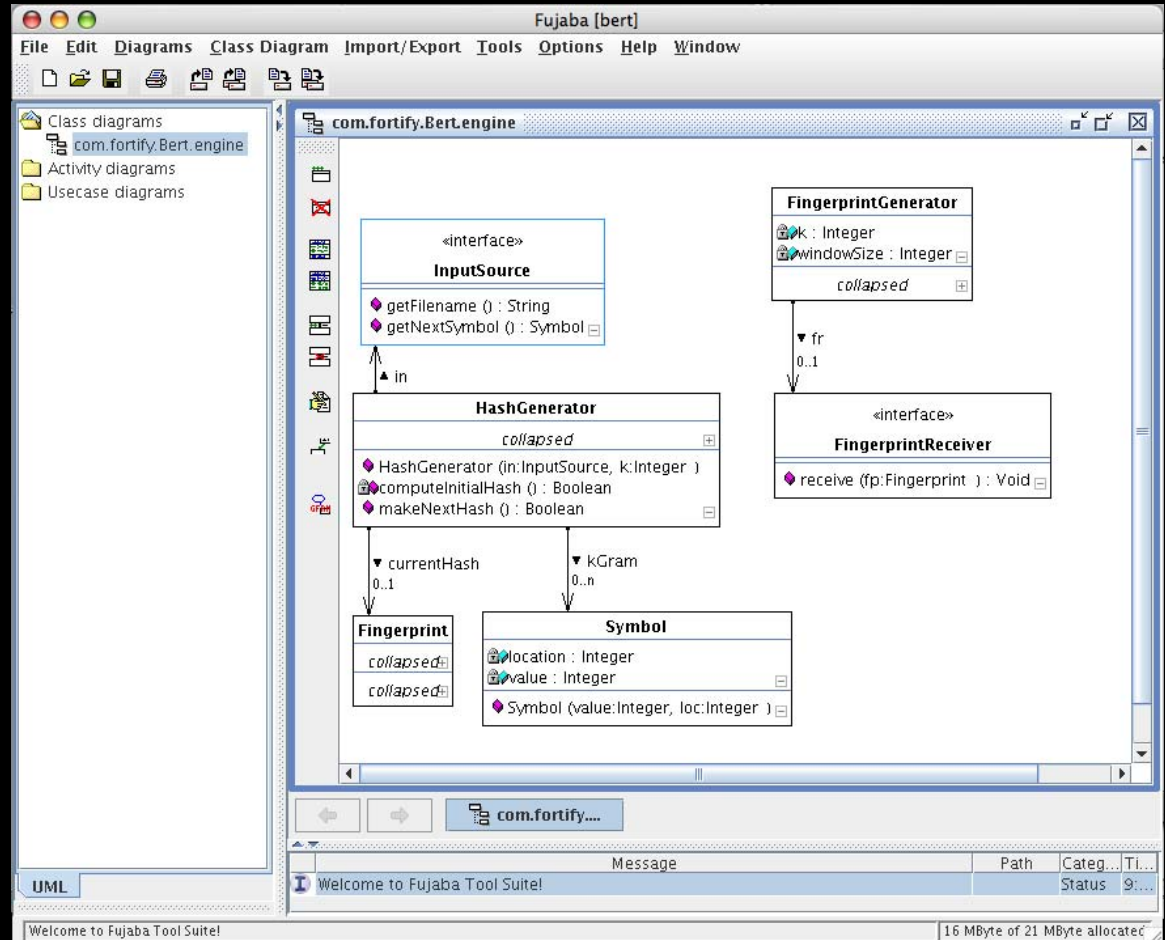 Fujaba [bert]
File Edit Diagrams Class Diagram Import/Export Tools Options Help Window
Class diagrams
com.fortify.Bert.engine
Activity diagrams
Usecase diagrams
UML
com.fortify.Bert.engine
«interface»
InputSource
getFilename () : String
getNextSymbol () : Symbol
in
HashGenerator
collapsed
HashGenerator (in:InputSource, k:Integer )
computeInitialHash () : Boolean
makeNextHash () : Boolean
currentHash
0..1
kGram
0..n
Fingerprint
collapsed
collapsed
Symbol
location : Integer
value : Integer
Symbol (value:Integer, loc:Integer )
FingerprintGenerator
k : Integer
windowSize : Integer
collapsed
fr
0..1
«interface»
FingerprintReceiver
receive (fp:Fingerprint ) : Void
com.fortify....
Message Path Categ... Ti...
I Welcome to Fujaba Tool Suite! Status 9:...
Welcome to Fujaba Tool Suite! 16 MByte of 21 MByte allocated